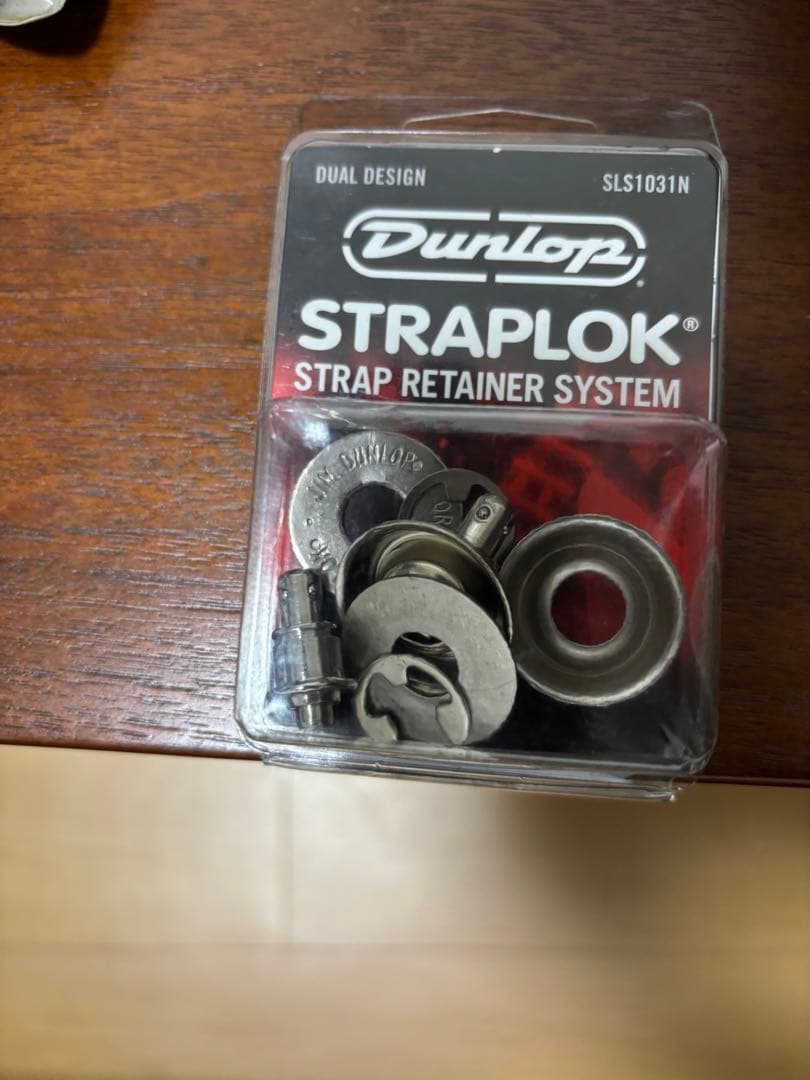 DUAL DESIGN
SLS1031N
Dunlop
STRAPLOK®
STRAP RETAINER SYSTEM
JIM DUNLOP®